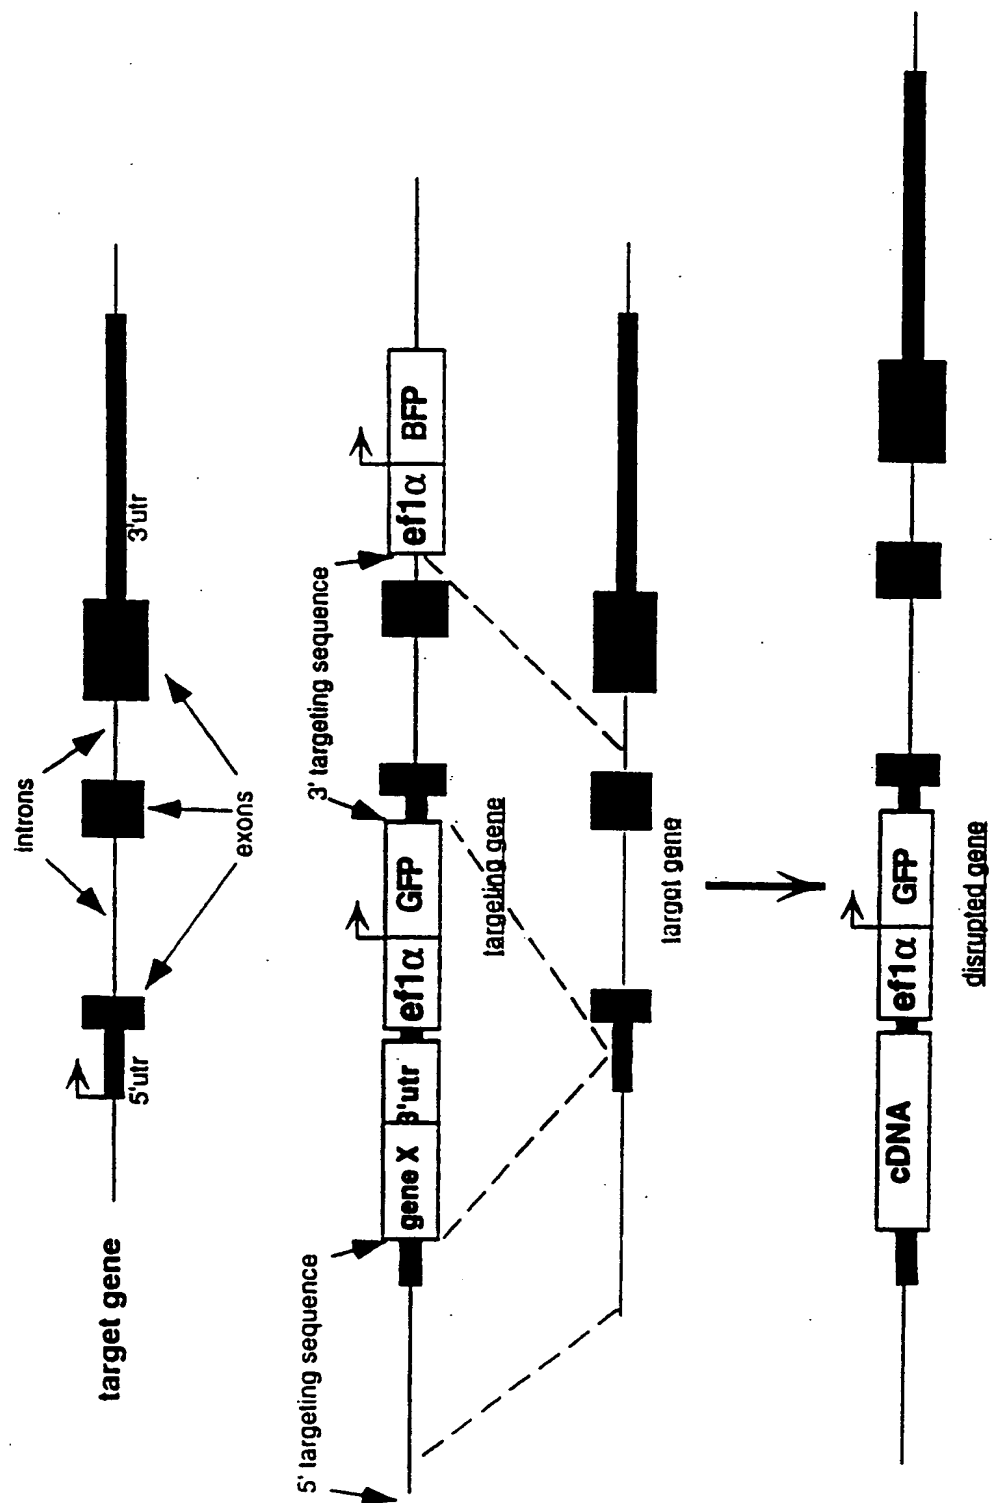 target gene
5'utr
introns
exons
3'utr
5' targeting sequence
gene X
3'utr
ef1α
GFP
3' targeting sequence
ef1α
BFP
targeting gene
target gene
cDNA
ef1α
GFP
disrupted gene